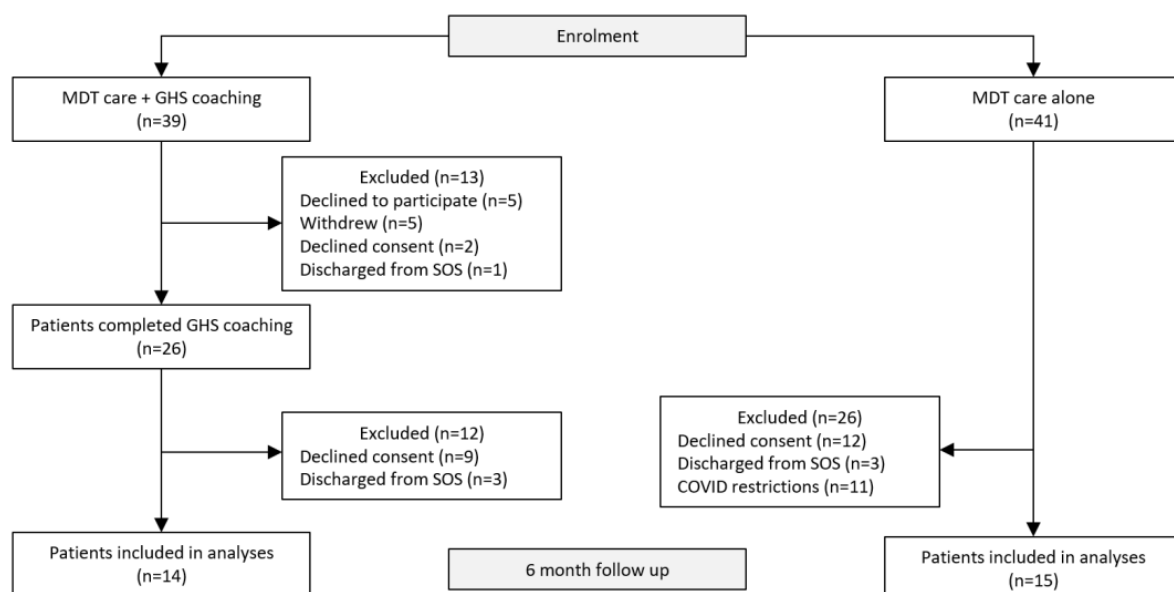 Enrolment
MDT care + GHS coaching
(n=39)
MDT care alone
(n=41)
Excluded (n=13)
Declined to participate (n=5)
Withdrew (n=5)
Declined consent (n=2)
Discharged from SOS (n=1)
Patients completed GHS coaching
(n=26)
Excluded (n=12)
Declined consent (n=9)
Discharged from SOS (n=3)
Excluded (n=26)
Declined consent (n=12)
Discharged from SOS (n=3)
COVID restrictions (n=11)
Patients included in analyses
(n=14)
6 month follow up
Patients included in analyses
(n=15)